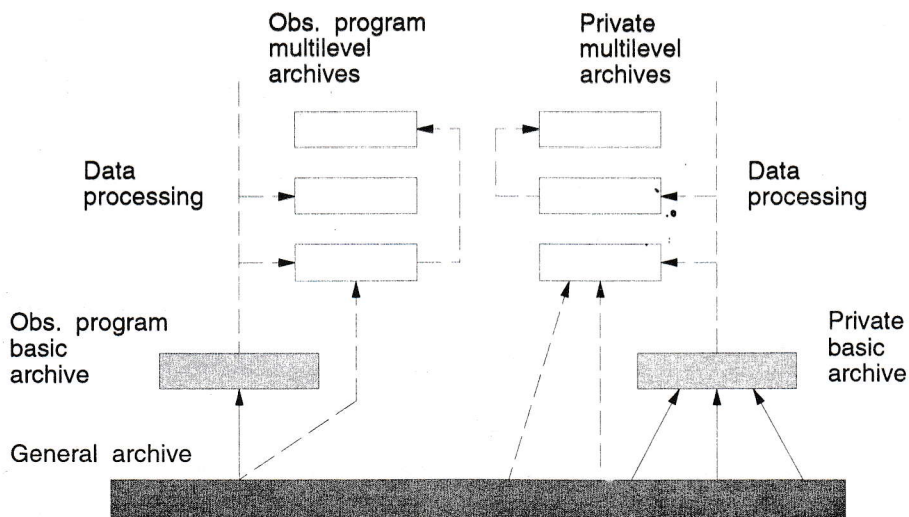 Obs. program
multilevel
archives
Private
multilevel
archives
Data
processing
Data
processing
Obs. program
basic
archive
Private
basic
archive
General archive